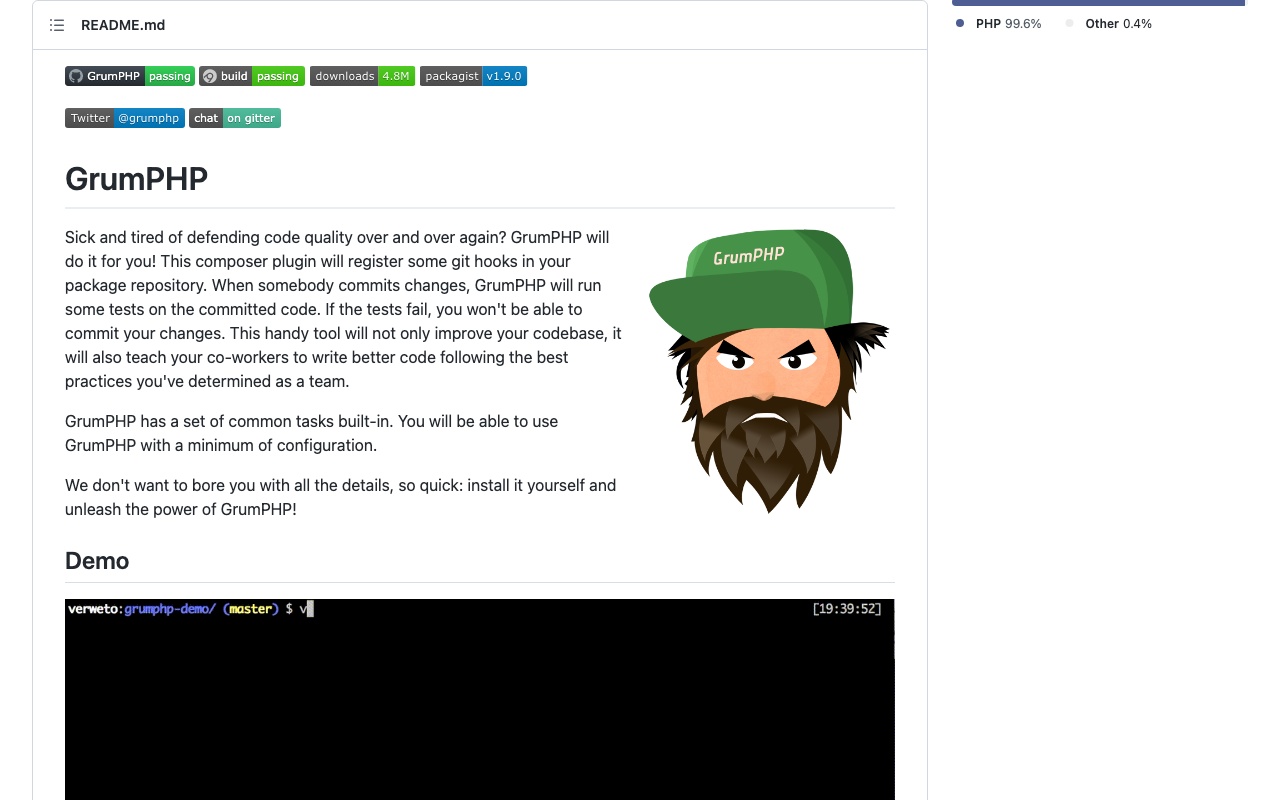 README.md
PHP 99.6% Other 0.4%
GrumPHP passing build passing downloads 4.8M packagist v1.9.0
Twitter @grumphp chat on gitter
GrumPHP
Sick and tired of defending code quality over and over again? GrumPHP will
do it for you! This composer plugin will register some git hooks in your
package repository. When somebody commits changes, GrumPHP will run
some tests on the committed code. If the tests fail, you won't be able to
commit your changes. This handy tool will not only improve your codebase, it
will also teach your co-workers to write better code following the best
practices you've determined as a team.
GrumPHP
GrumPHP has a set of common tasks built-in. You will be able to use
GrumPHP with a minimum of configuration.
We don't want to bore you with all the details, so quick: install it yourself and
unleash the power of GrumPHP!
Demo
verweto:grumphp-demo/ (master) $ v [19:39:52]